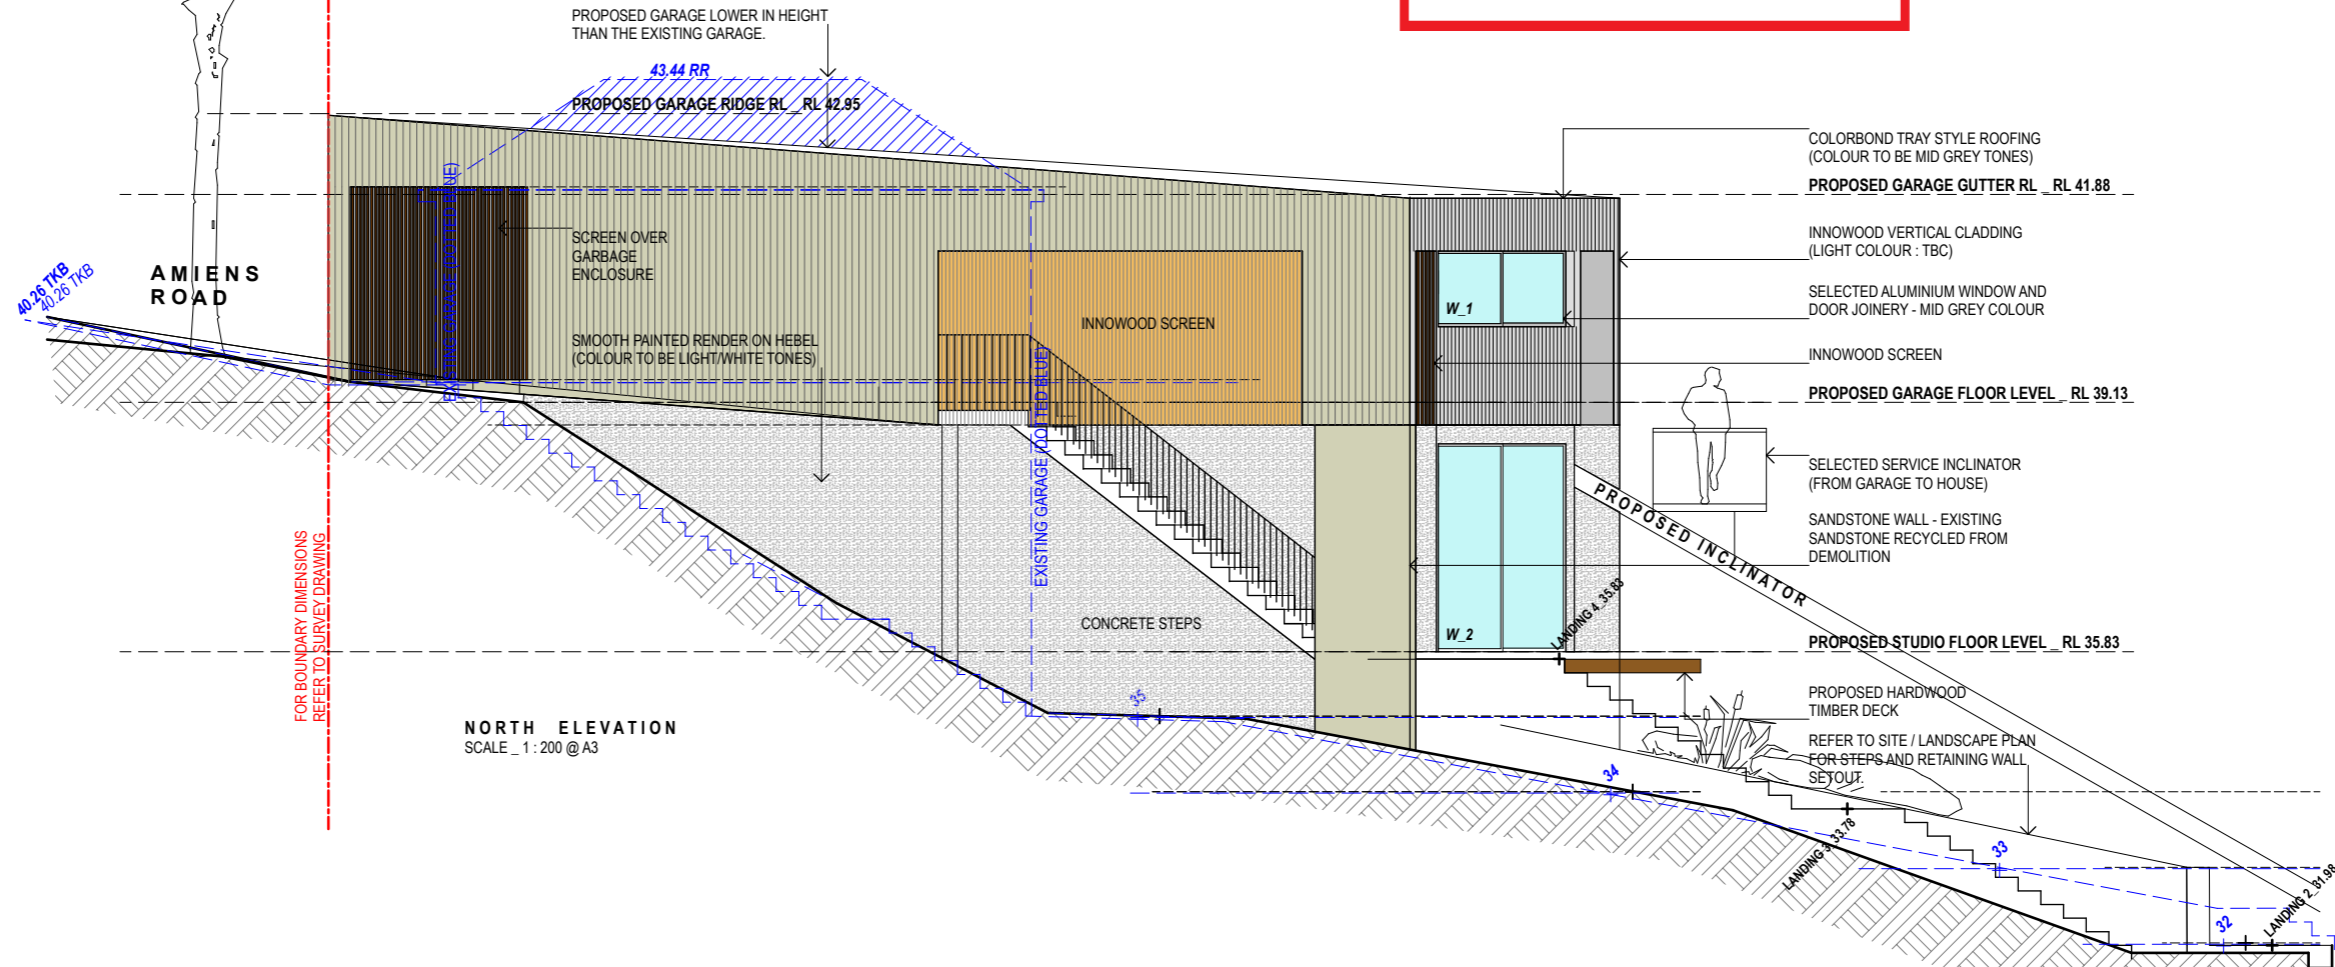 PROPOSED GARAGE LOWER IN HEIGHT
THAN THE EXISTING GARAGE.
43.44 RR
PROPOSED GARAGE RIDGE RL _ RL 42.95
COLORBOND TRAY STYLE ROOFING
(COLOUR TO BE MID GREY TONES)
PROPOSED GARAGE GUTTER RL _ RL 41.88
INNOWOOD VERTICAL CLADDING
(LIGHT COLOUR : TBC)
SELECTED ALUMINIUM WINDOW AND
DOOR JOINERY - MID GREY COLOUR
INNOWOOD SCREEN
PROPOSED GARAGE FLOOR LEVEL _ RL 39.13
SELECTED SERVICE INCLINATOR
(FROM GARAGE TO HOUSE)
SANDSTONE WALL - EXISTING
SANDSTONE RECYCLED FROM
DEMOLITION
PROPOSED STUDIO FLOOR LEVEL _ RL 35.83
PROPOSED HARDWOOD
TIMBER DECK
REFER TO SITE / LANDSCAPE PLAN
FOR STEPS AND RETAINING WALL
SETOUT.
40.26 TKB
40.26 TKB
AMIENS
ROAD
EXISTING GARAGE (DOTTED BLUE)
SCREEN OVER
GARBAGE
ENCLOSURE
SMOOTH PAINTED RENDER ON HEBEL
(COLOUR TO BE LIGHT/WHITE TONES)
INNOWOOD SCREEN
W_1
EXISTING GARAGE (DOTTED BLUE)
CONCRETE STEPS
W_2
PROPOSED INCLINATOR
LANDING 4_35.83
FOR BOUNDARY DIMENSIONS
REFER TO SURVEY DRAWING
35
34
33
32
LANDING 3_33.78
LANDING 2_31.98
NORTH ELEVATION
SCALE _ 1 : 200 @ A3